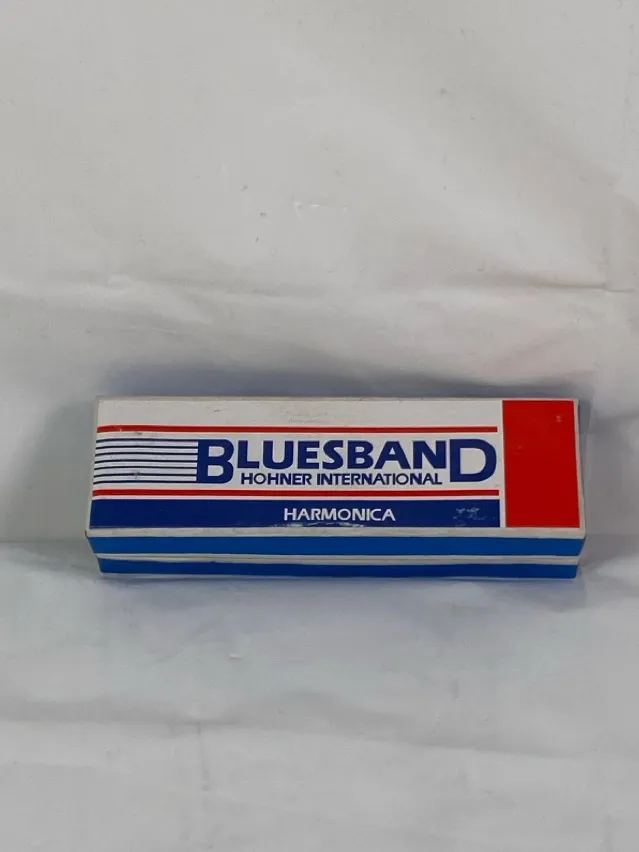 BLUESBAND
HOHNER INTERNATIONAL
HARMONICA